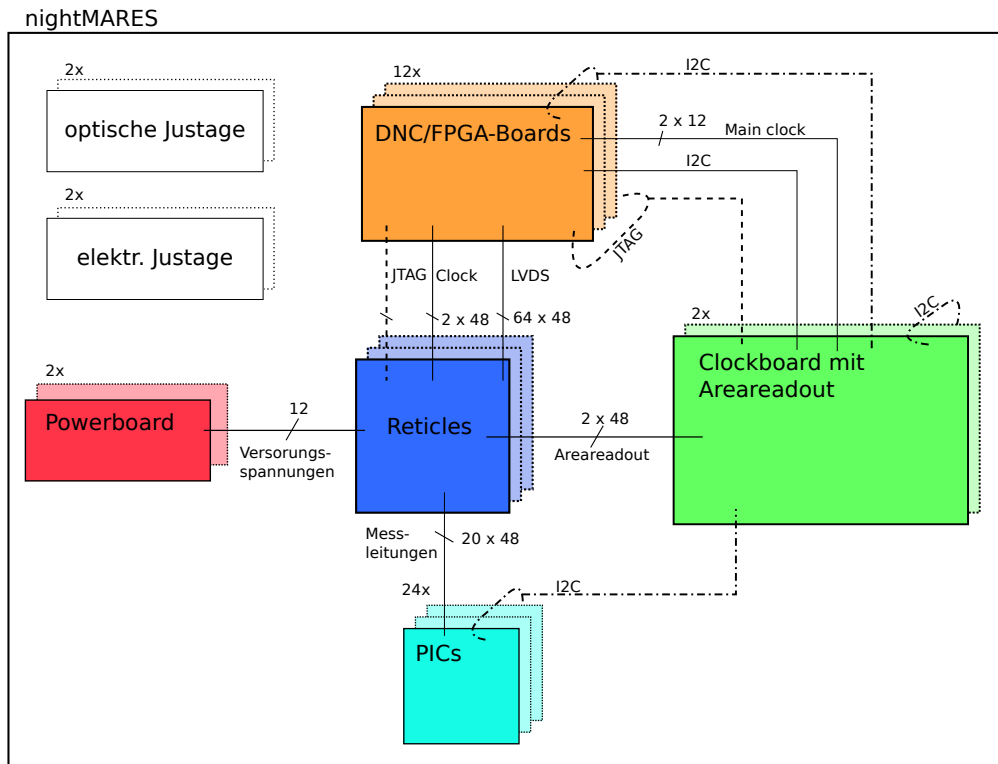 nightMARES
2x
optische Justage
2x
elektr. Justage
12x
DNC/FPGA-Boards
I2C
2 x 12
Main clock
I2C
JTAG
JTAG
Clock
LVDS
2 x 48
64 x 48
2x
Powerboard
12
Versorungs-
spannungen
Reticles
2 x 48
Areareadout
2x
I2C
Clockboard mit
Areareadout
Mess-
leitungen
20 x 48
24x
I2C
PICs